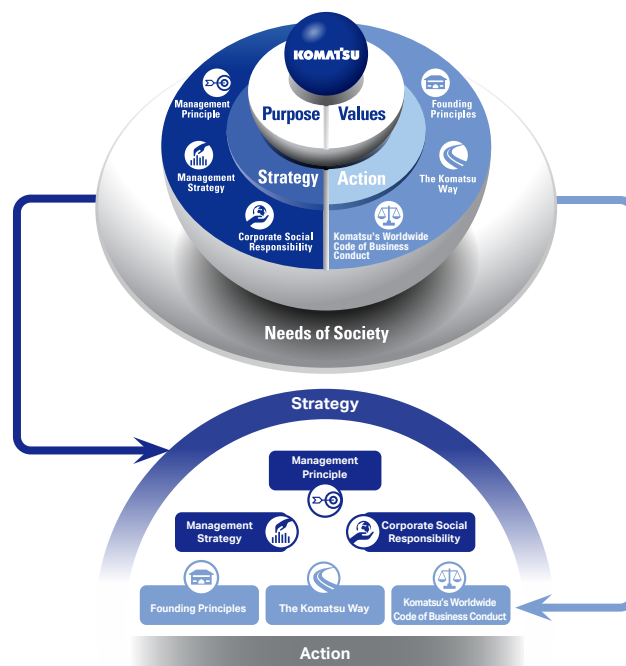 KOMATSU
Purpose
Values
Management
Principle
Founding
Principles
Management
Strategy
Strategy
Action
The Komatsu
Way
Corporate Social
Responsibility
Komatsu's Worldwide
Code of Business
Conduct
Needs of Society
Strategy
Management
Principle
Management
Strategy
Corporate Social
Responsibility
Founding Principles
The Komatsu Way
Komatsu's Worldwide
Code of Business Conduct
Action